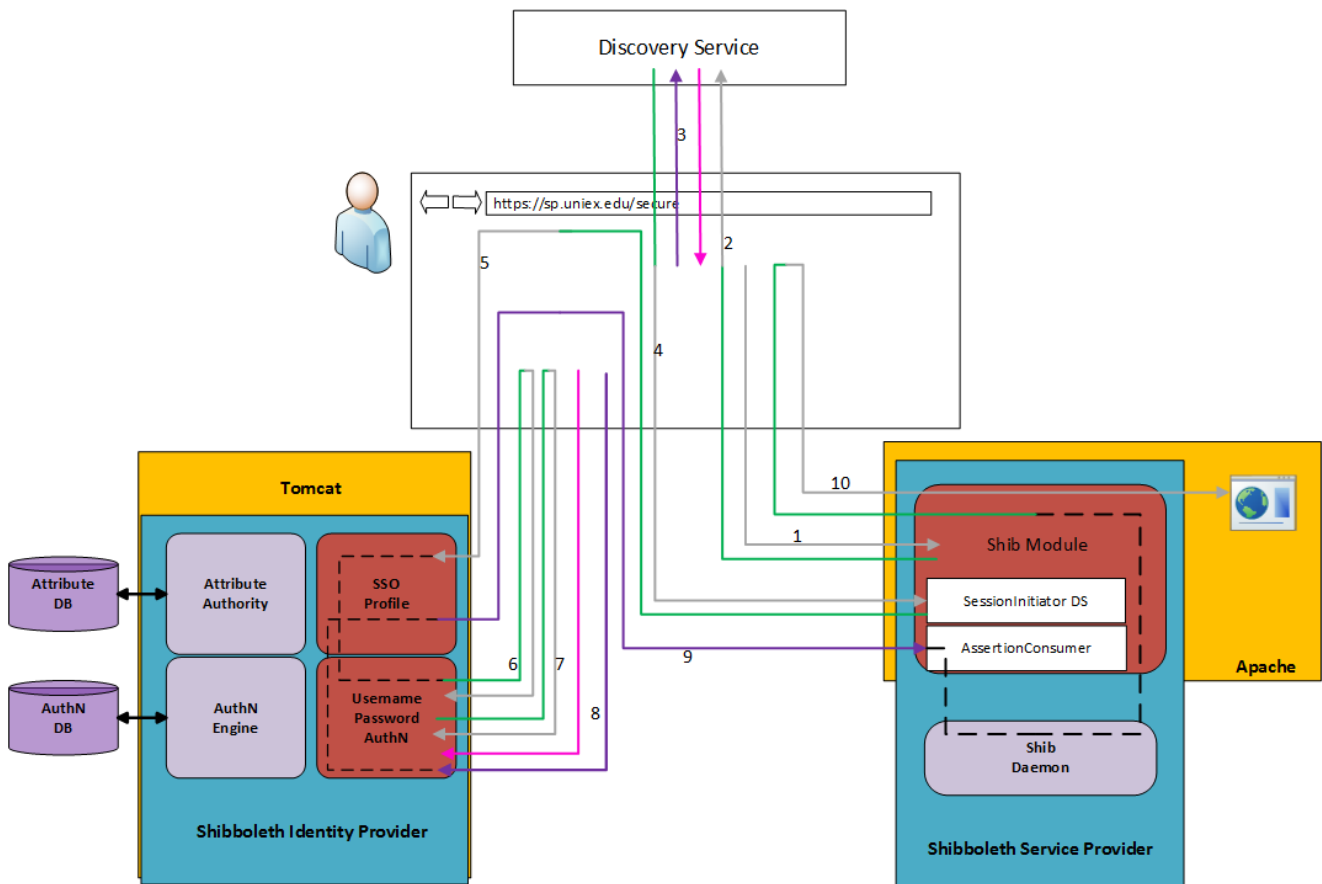 Discovery Service
3
https://sp.uniex.edu/secure
2
5
4
10
1
Tomcat
Attribute
DB
Attribute
Authority
SSO
Profile
Shib Module
SessionInitiator DS
AssertionConsumer
Apache
6
7
9
8
AuthN
DB
AuthN
Engine
Username
Password
AuthN
Shib
Daemon
Shibboleth Identity Provider
Shibboleth Service Provider